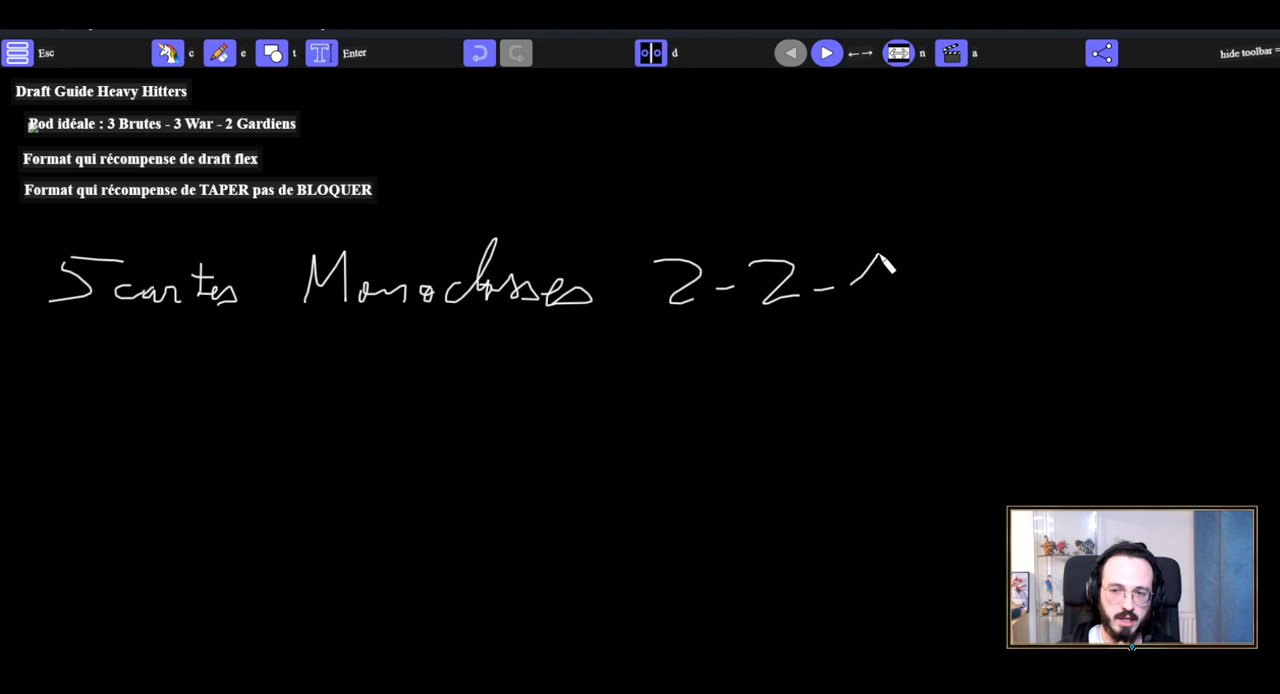 Esc c e t Enter d ←→ n a hide toolbar =
Draft Guide Heavy Hitters
Pod idéale : 3 Brutes - 3 War - 2 Gardiens
Format qui récompense de draft flex
Format qui récompense de TAPER pas de BLOQUER
5 cartes Monoclasses 2-2-1